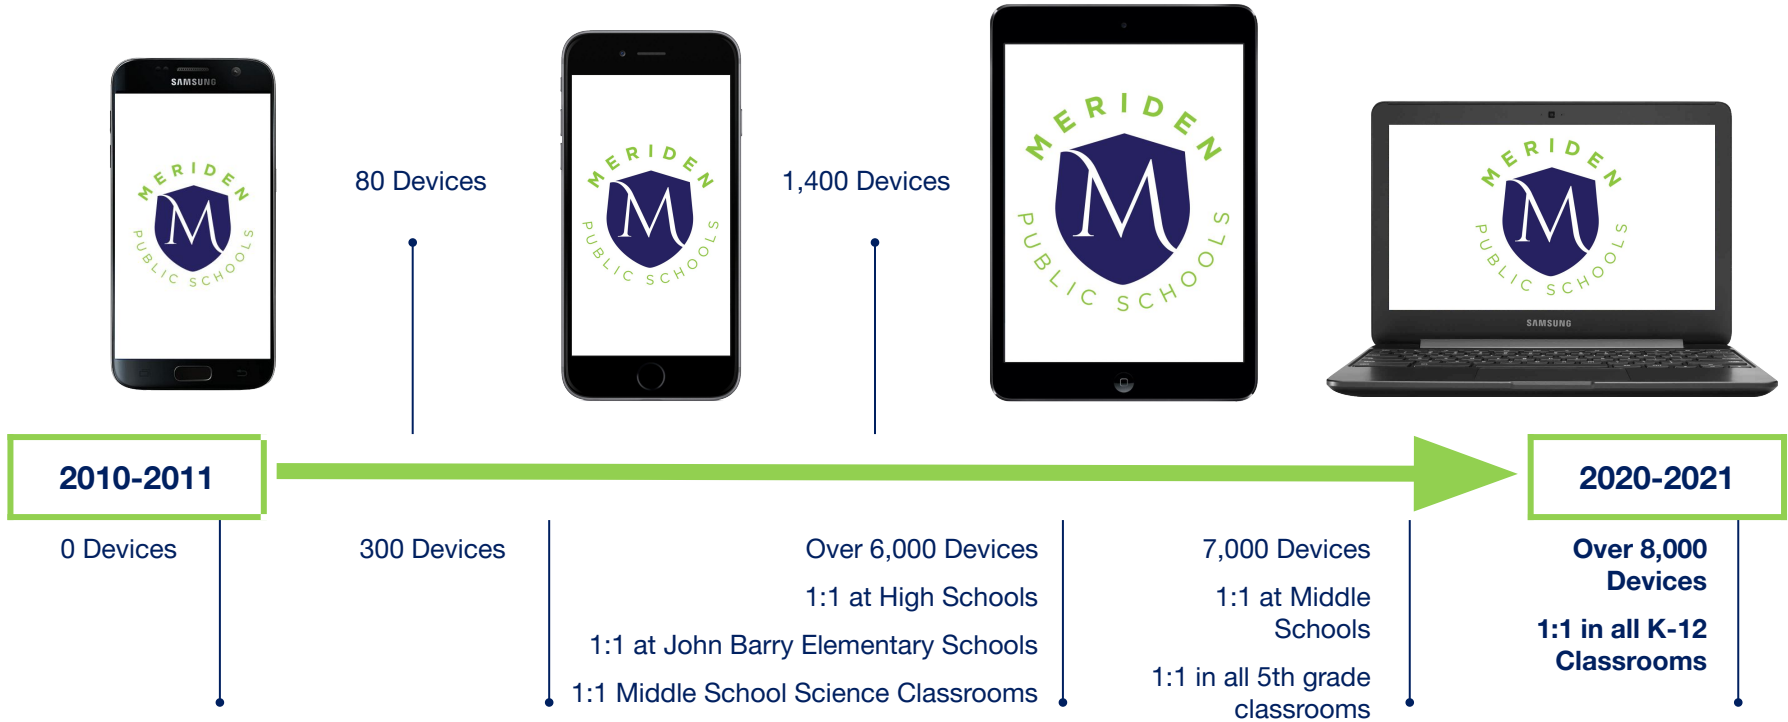 SAMSUNG
MERIDEN
M
PUBLIC SCHOOLS
80 Devices
MERIDEN
M
PUBLIC SCHOOLS
1,400 Devices
MERIDEN
M
PUBLIC SCHOOLS
MERIDEN
M
PUBLIC SCHOOLS
SAMSUNG
2010-2011
2020-2021
0 Devices
300 Devices
Over 6,000 Devices
1:1 at High Schools
1:1 at John Barry Elementary Schools
1:1 Middle School Science Classrooms
7,000 Devices
1:1 at Middle
Schools
1:1 in all 5th grade
classrooms
Over 8,000
Devices
1:1 in all K-12
Classrooms